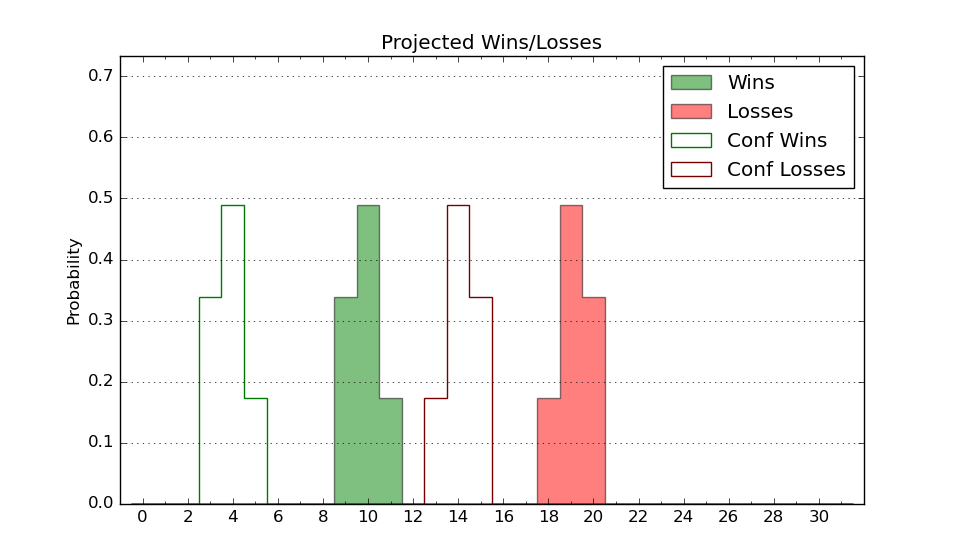 Projected Wins/Losses
Wins
Losses
Conf Wins
Conf Losses
Probability
0.7
0.6
0.5
0.4
0.3
0.2
0.1
0.0
0 2 4 6 8 10 12 14 16 18 20 22 24 26 28 30